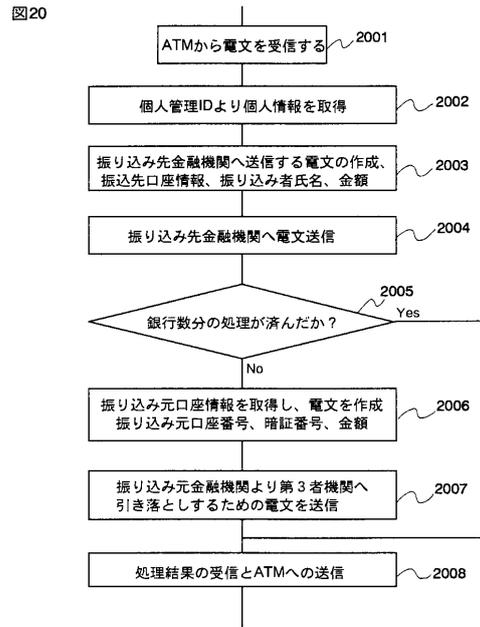 図20
ATMから電文を受信する
2001
個人管理IDより個人情報を取得
2002
振り込み先金融機関へ送信する電文の作成、
振込先口座情報、振り込み者氏名、金額
2003
振り込み先金融機関へ電文送信
2004
銀行数分の処理が済んだか？
2005
Yes
No
振り込み元口座情報を取得し、電文を作成
振り込み元口座番号、暗証番号、金額
2006
振り込み元金融機関より第３者機関へ
引き落としするための電文を送信
2007
処理結果の受信とATMへの送信
2008